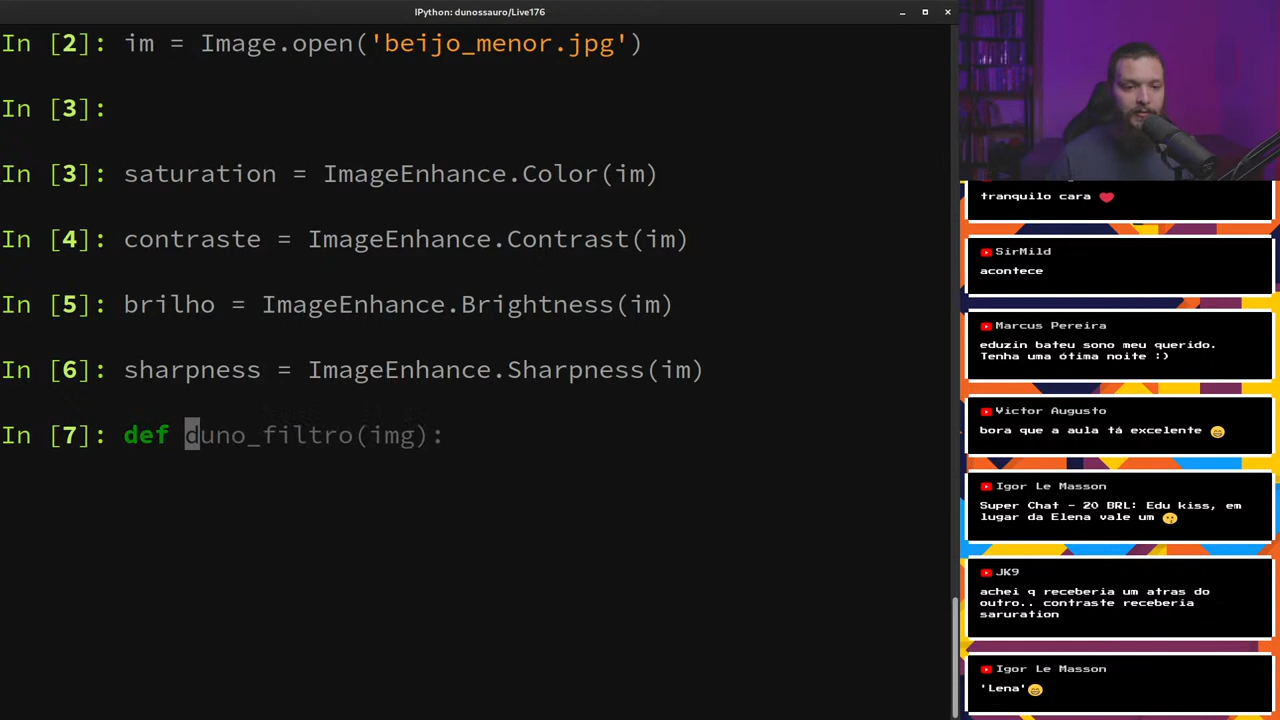 IPython: dunossauro/Live176
In [2]: im = Image.open('beijo_menor.jpg')
In [3]:
In [3]: saturation = ImageEnhance.Color(im)
In [4]: contraste = ImageEnhance.Contrast(im)
In [5]: brilho = ImageEnhance.Brightness(im)
In [6]: sharpness = ImageEnhance.Sharpness(im)
In [7]: def duno_filtro(img):
tranquilo cara ❤️
SirMild
acontece
Marcus Pereira
eduzin bateu sono meu querido.
Tenha uma ótima noite :)
Victor Augusto
bora que a aula tá excelente 😁
Igor Le Masson
Super Chat - 20 BRL: Edu kiss, em
lugar da Elena vale um 😗
JK9
achei q receberia um atras do
outro.. contraste receberia
saruration
Igor Le Masson
'Lena'😁